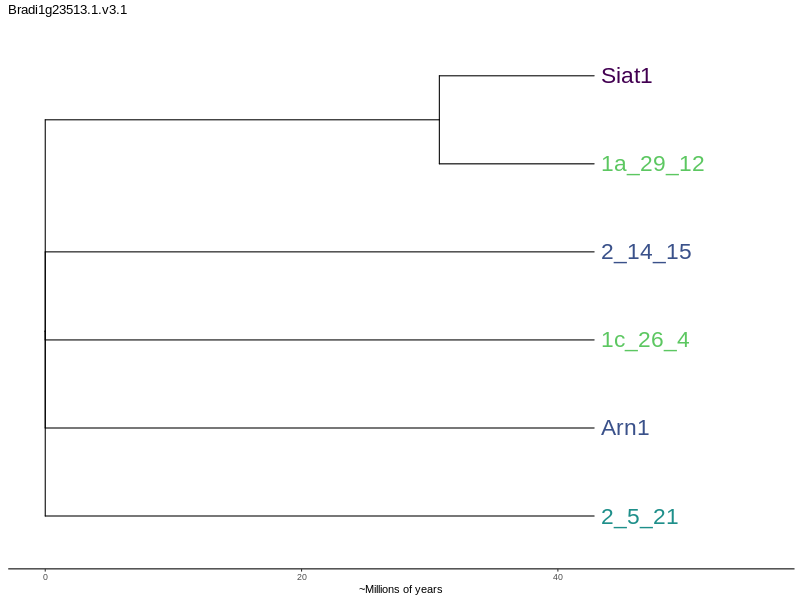 Bradi1g23513.1.v3.1
Siat1
1a_29_12
2_14_15
1c_26_4
Arn1
2_5_21
0 20 40
~Millions of years